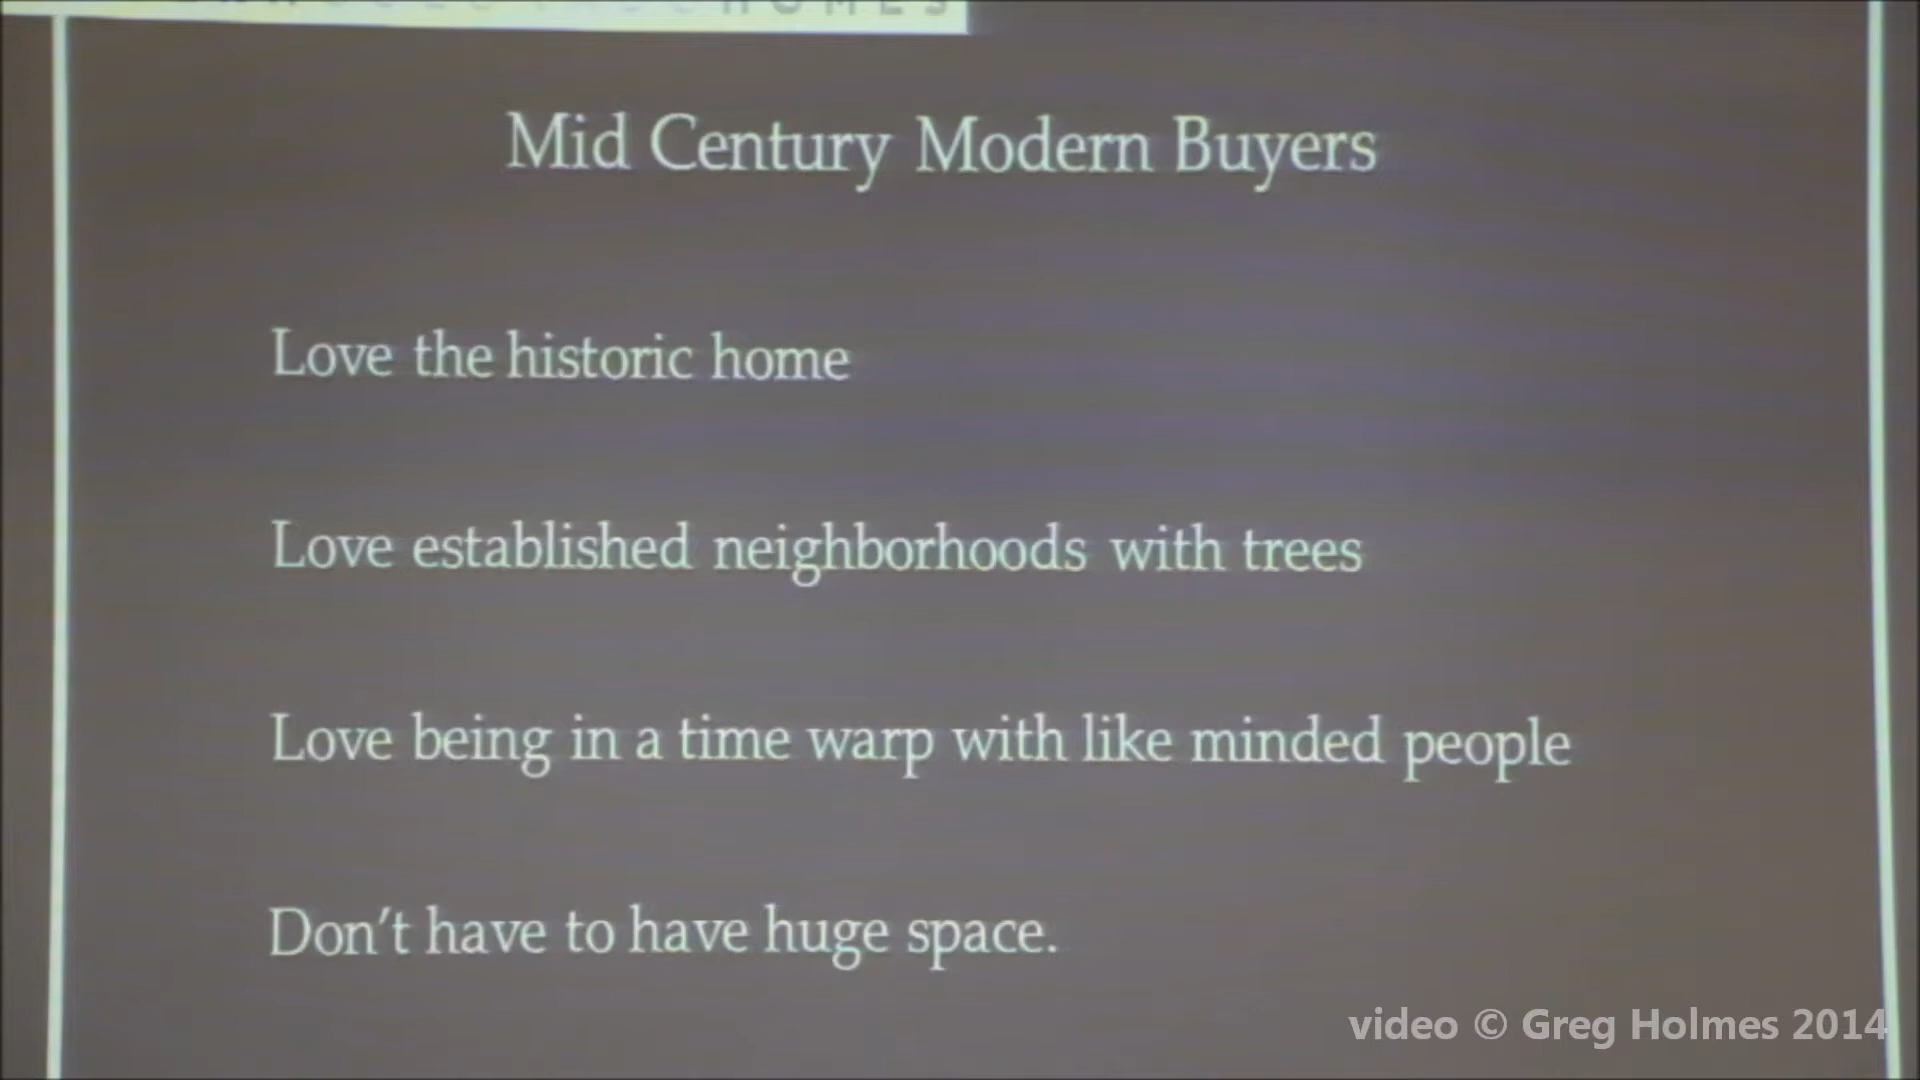 HOMES
Mid Century Modern Buyers
Love the historic home
Love established neighborhoods with trees
Love being in a time warp with like minded people
Don't have to have huge space.
video © Greg Holmes 2014